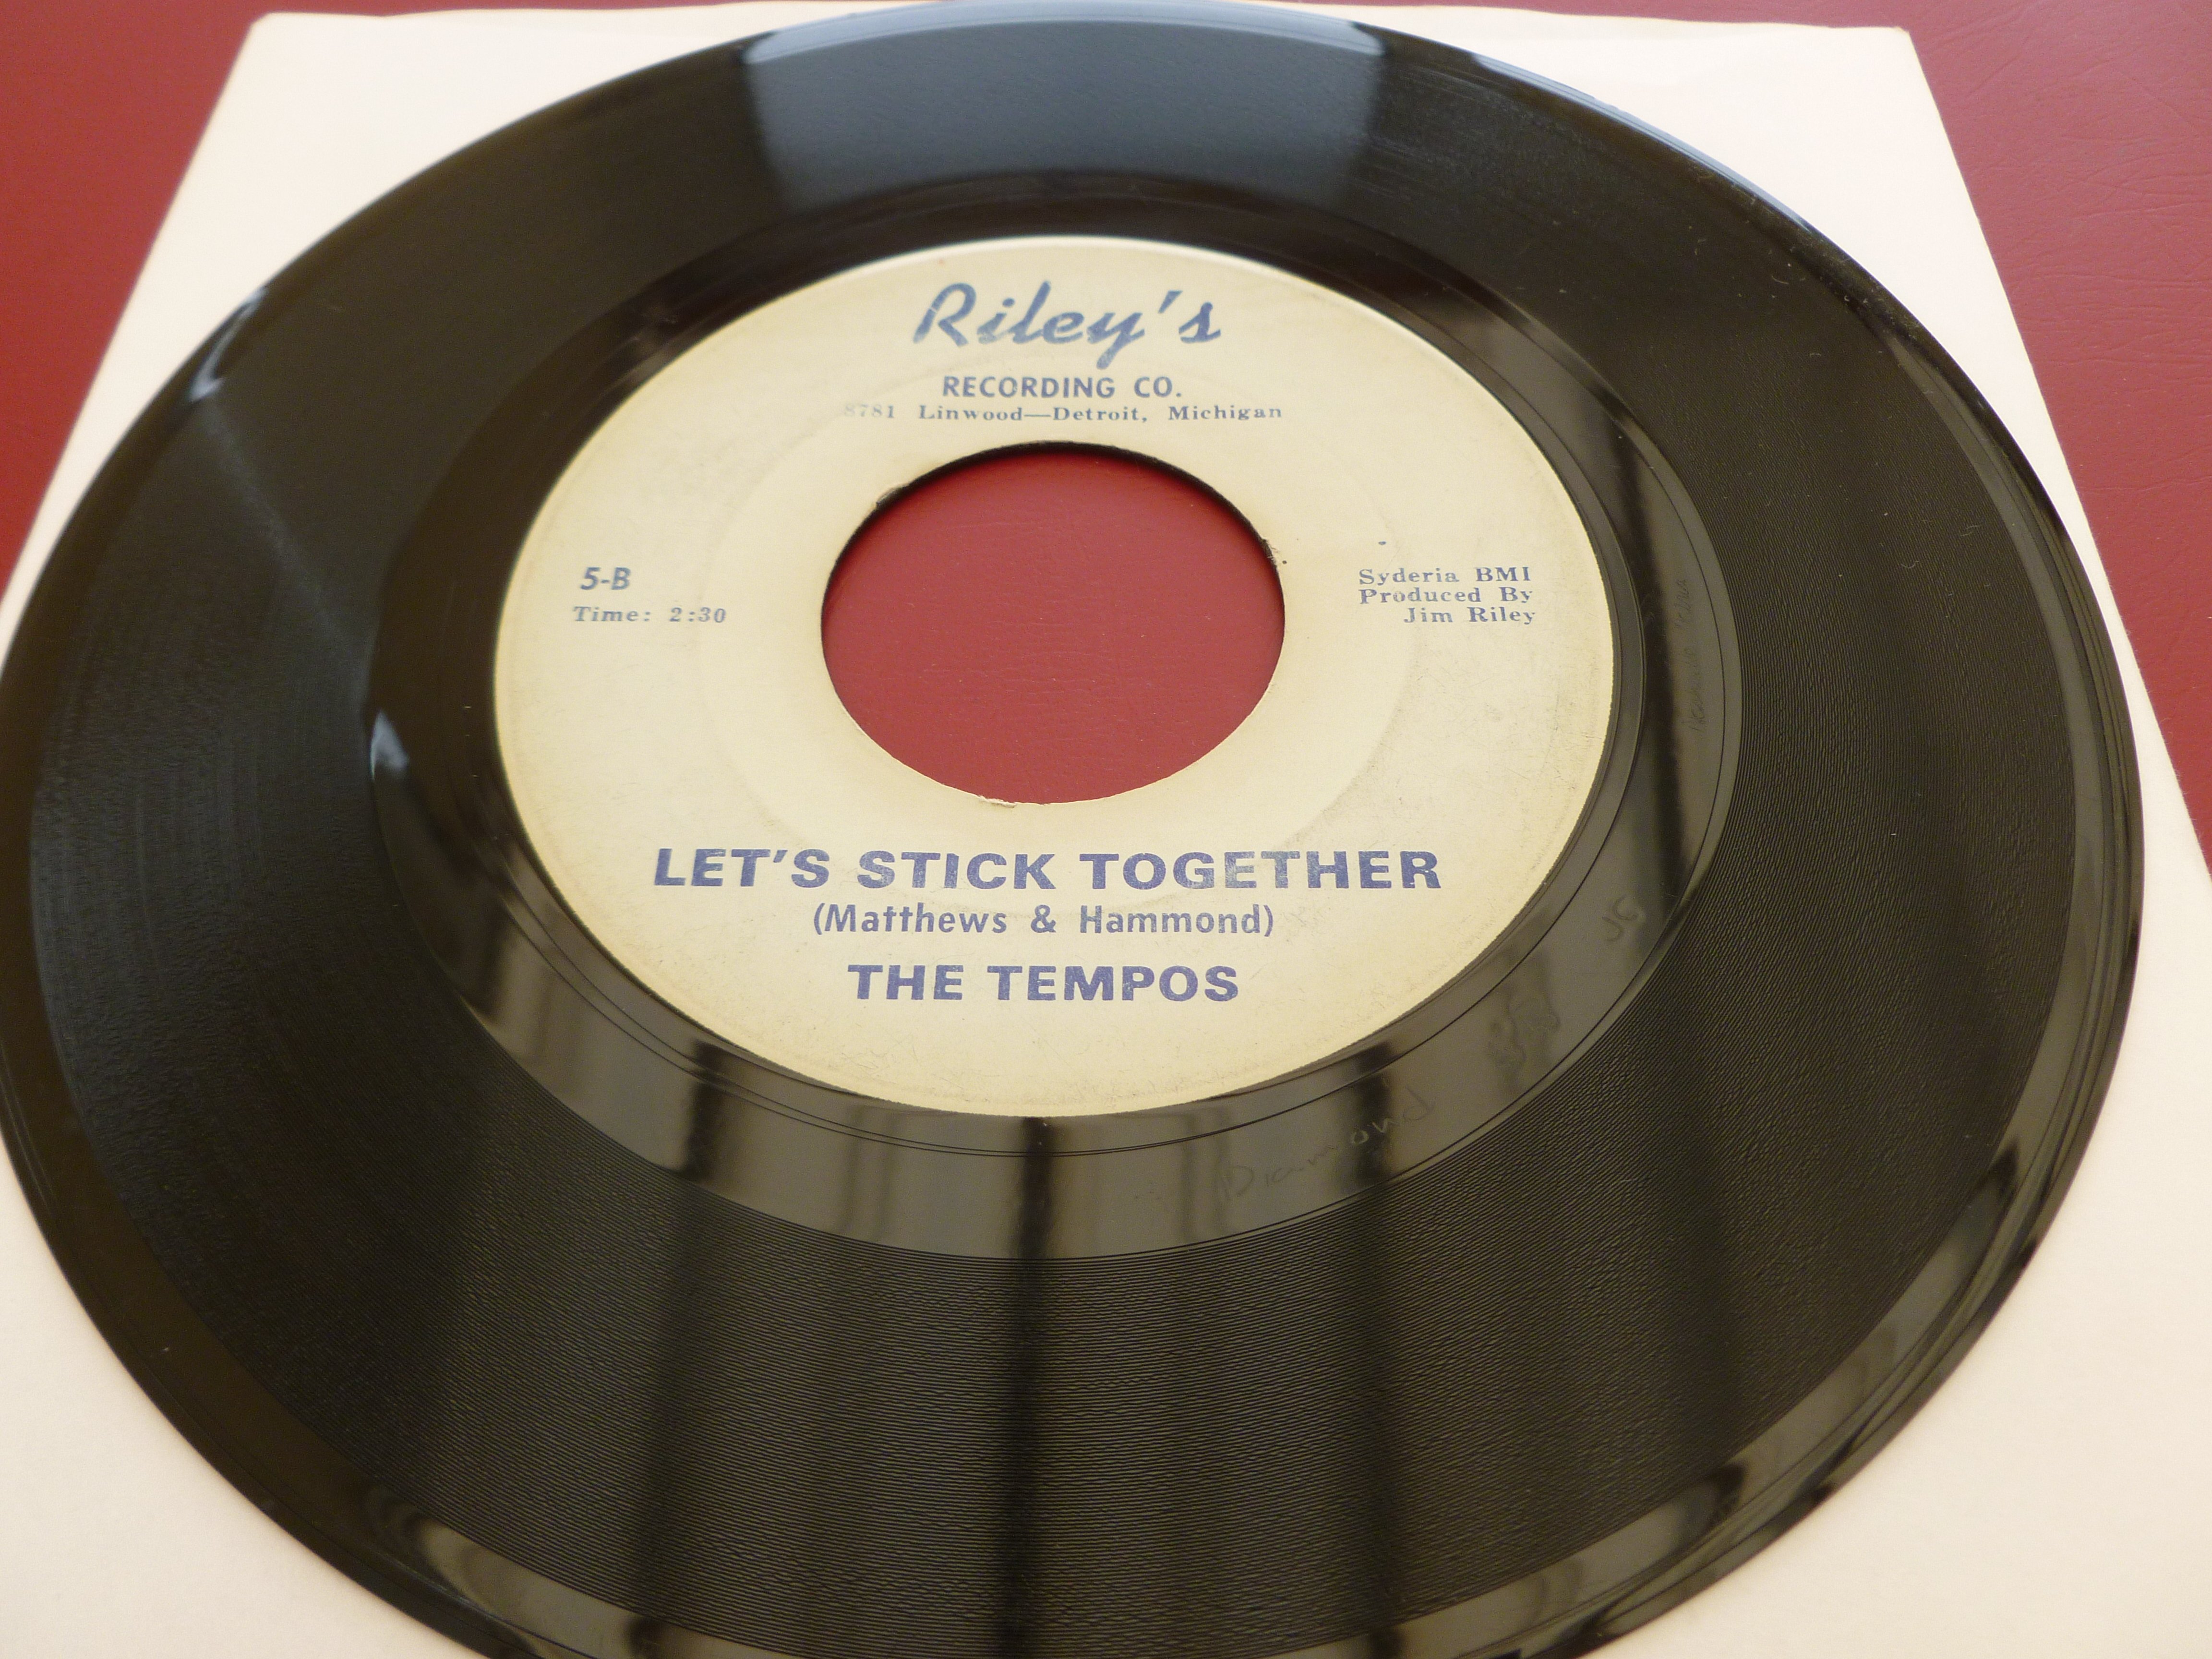 Riley's
RECORDING CO.
8781 Linwood—Detroit, Michigan
5-B
Time: 2:30
Syderia BMI
Produced By
Jim Riley
LET'S STICK TOGETHER
(Matthews & Hammond)
THE TEMPOS
Diamond